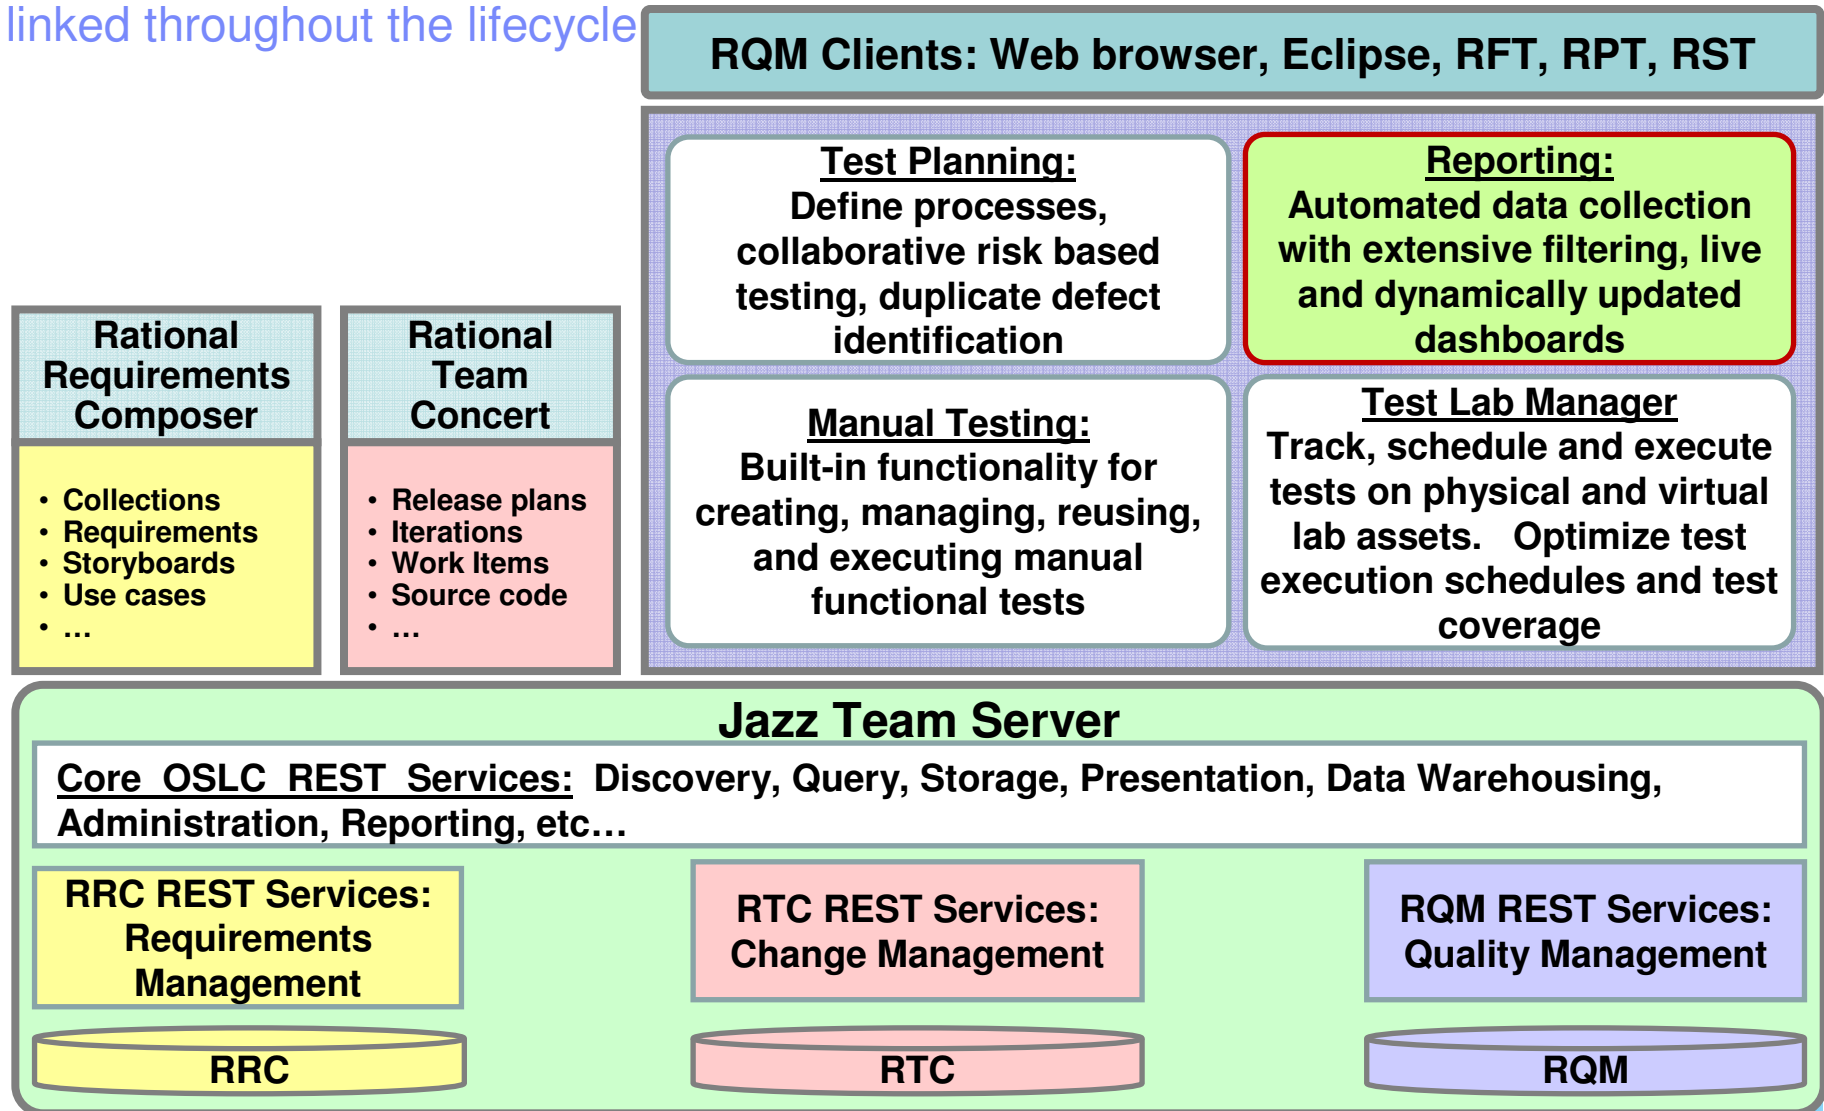 linked throughout the lifecycle
RQM Clients: Web browser, Eclipse, RFT, RPT, RST
Test Planning:
Define processes,
collaborative risk based
testing, duplicate defect
identification
Reporting:
Automated data collection
with extensive filtering, live
and dynamically updated
dashboards
Rational
Requirements
Composer
• Collections
• Requirements
• Storyboards
• Use cases
• …
Rational
Team
Concert
• Release plans
• Iterations
• Work Items
• Source code
• …
Manual Testing:
Built-in functionality for
creating, managing, reusing,
and executing manual
functional tests
Test Lab Manager
Track, schedule and execute
tests on physical and virtual
lab assets.   Optimize test
execution schedules and test
coverage
Jazz Team Server
Core  OSLC  REST  Services:  Discovery, Query, Storage, Presentation, Data Warehousing,
Administration, Reporting, etc…
RRC REST Services:
Requirements
Management
RTC REST Services:
Change Management
RQM REST Services:
Quality Management
RRC
RTC
RQM